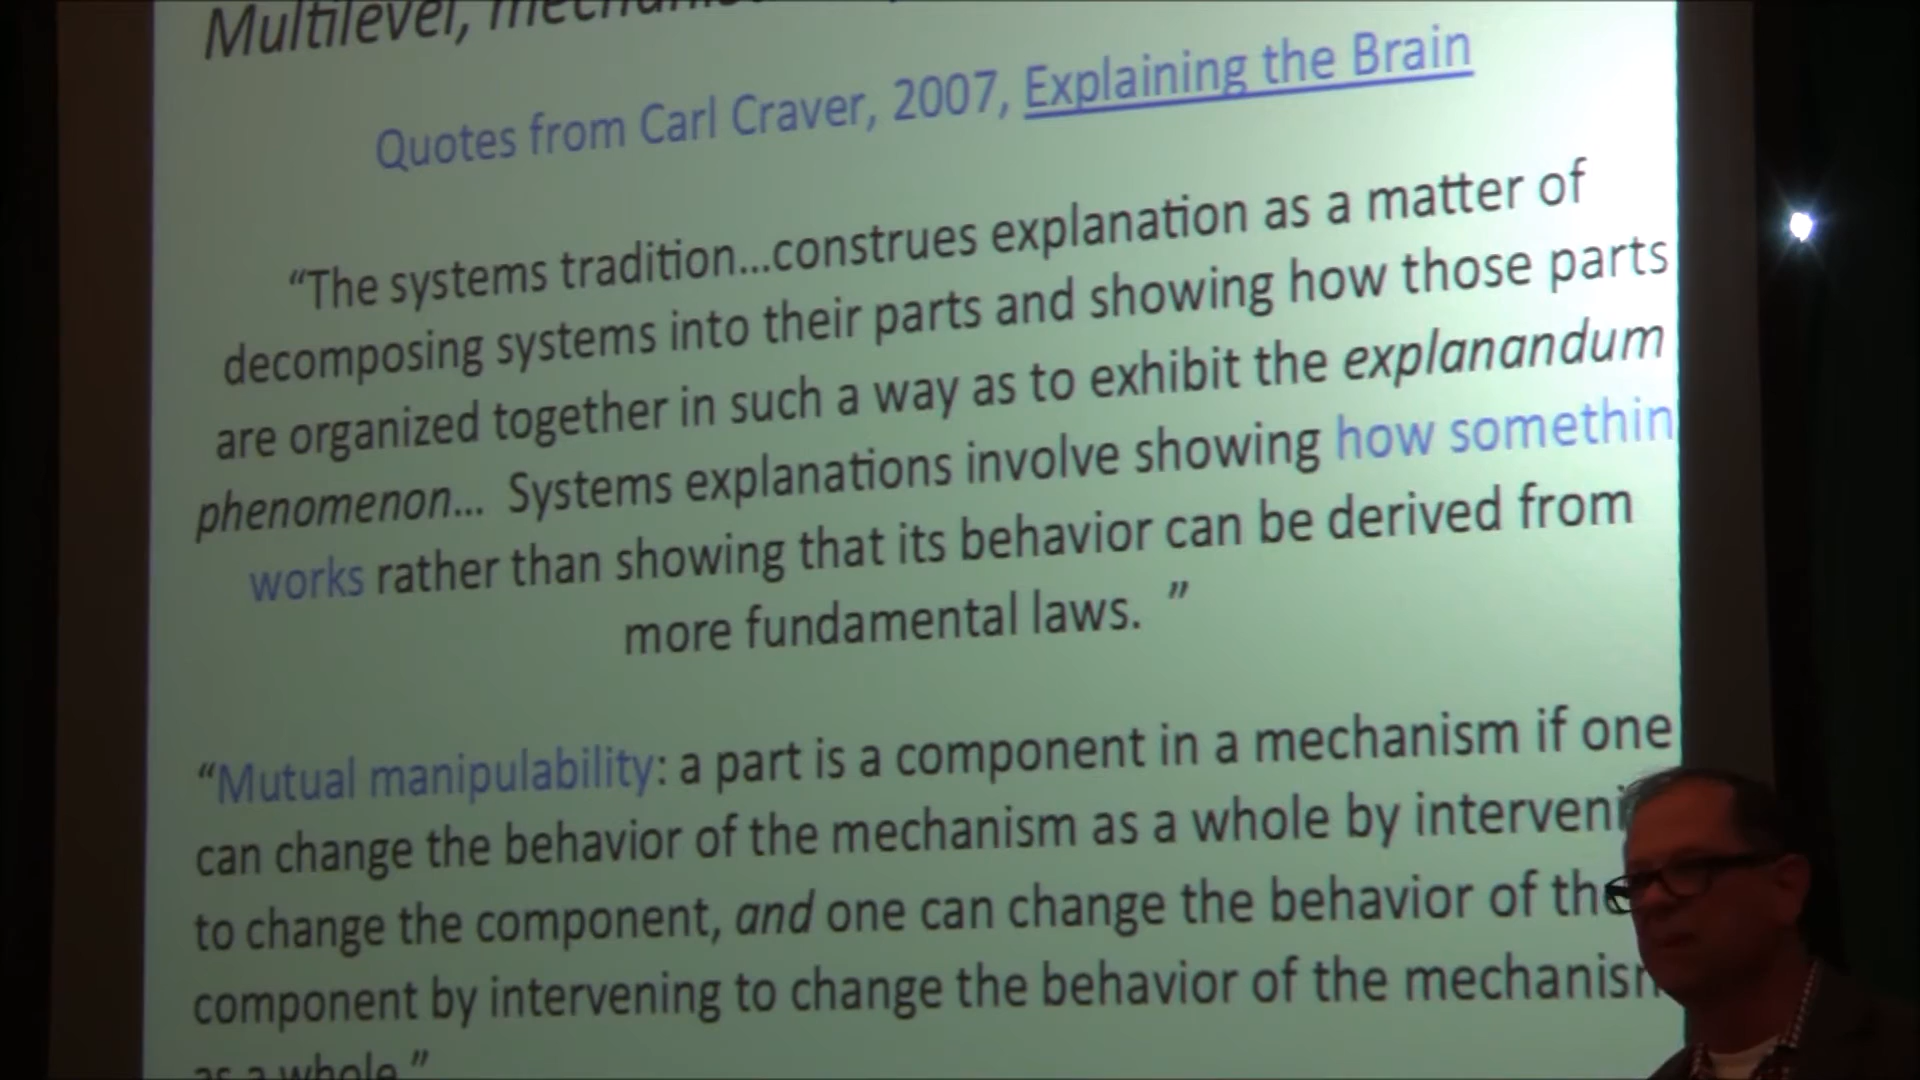 Multilevel,
Quotes from Carl Craver, 2007, Explaining the Brain
“The systems tradition...construes explanation as a matter of
decomposing systems into their parts and showing how those parts
are organized together in such a way as to exhibit the explanandum
phenomenon... Systems explanations involve showing how somethin
works rather than showing that its behavior can be derived from
more fundamental laws. ”
“Mutual manipulability: a part is a component in a mechanism if one
can change the behavior of the mechanism as a whole by interveni
to change the component, and one can change the behavior of the
component by intervening to change the behavior of the mechanism
as a whole.”